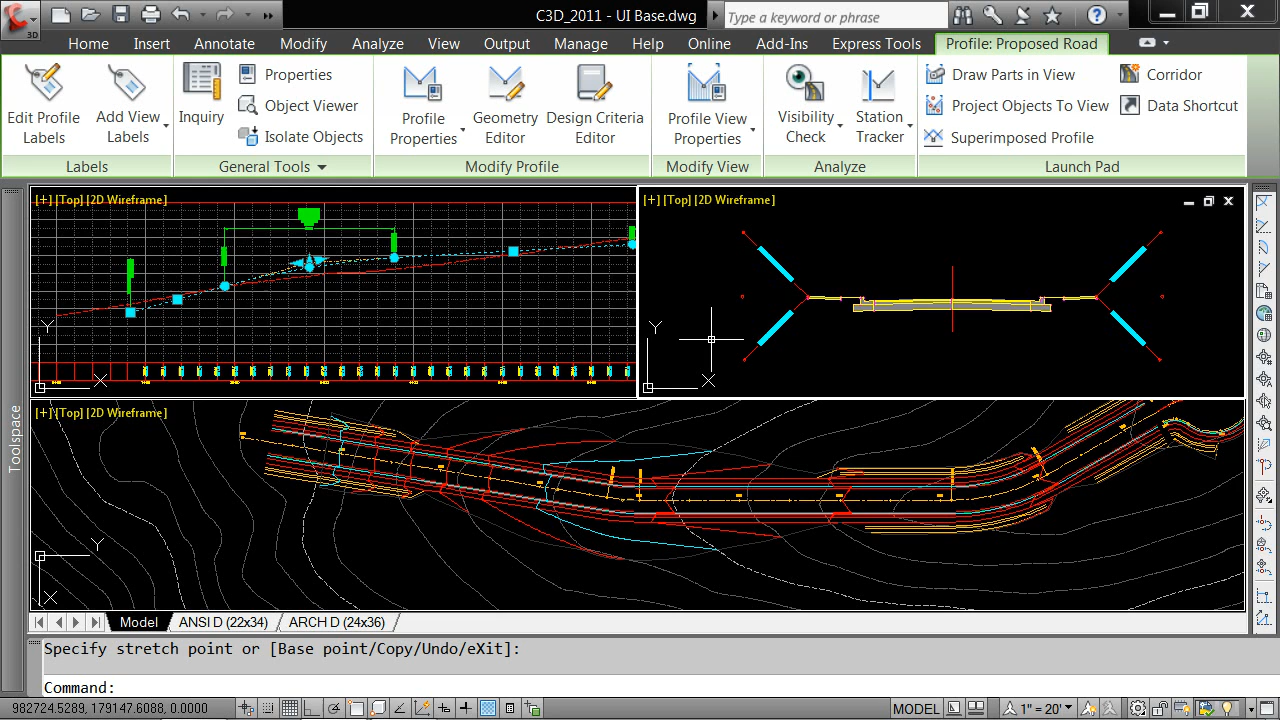 C3D_2011 - UI Base.dwg
Type a keyword or phrase
3D
Home Insert Annotate Modify Analyze View Output Manage Help Online Add-Ins Express Tools Profile: Proposed Road
Edit Profile Labels
Add View Labels
Labels
Inquiry
Properties
Object Viewer
Isolate Objects
General Tools
Profile Properties
Geometry Editor
Design Criteria Editor
Modify Profile
Profile View Properties
Modify View
Visibility Check
Station Tracker
Analyze
Draw Parts in View
Project Objects To View
Superimposed Profile
Corridor
Data Shortcut
Launch Pad
[+] [Top] [2D Wireframe]
Y
X
[+] [Top] [2D Wireframe]
Y
X
[+] [Top] [2D Wireframe]
Y
X
Toolspace
Model ANSI D (22x34) ARCH D (24x36)
Specify stretch point or [Base point/Copy/Undo/eXit]:
Command:
982724.5289, 179147.6088, 0.0000
MODEL
1" = 20'